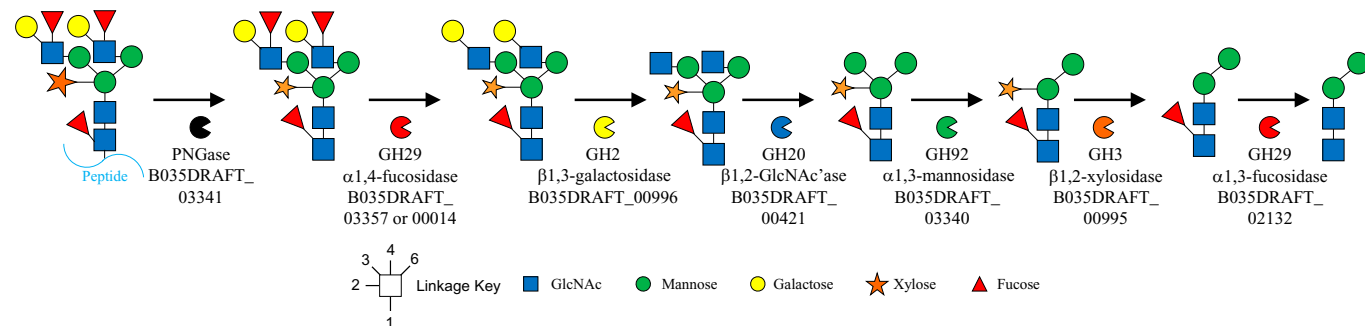 Peptide
PNGase
B035DRAFT_
03341
GH29
α1,4-fucosidase
B035DRAFT_
03357 or 00014
GH2
β1,3-galactosidase
B035DRAFT_00996
GH20
β1,2-GlcNAc'ase
B035DRAFT_
00421
GH92
α1,3-mannosidase
B035DRAFT_
03340
GH3
β1,2-xylosidase
B035DRAFT_
00995
GH29
α1,3-fucosidase
B035DRAFT_
02132
4
3 6
2
1
Linkage Key
GlcNAc
Mannose
Galactose
Xylose
Fucose